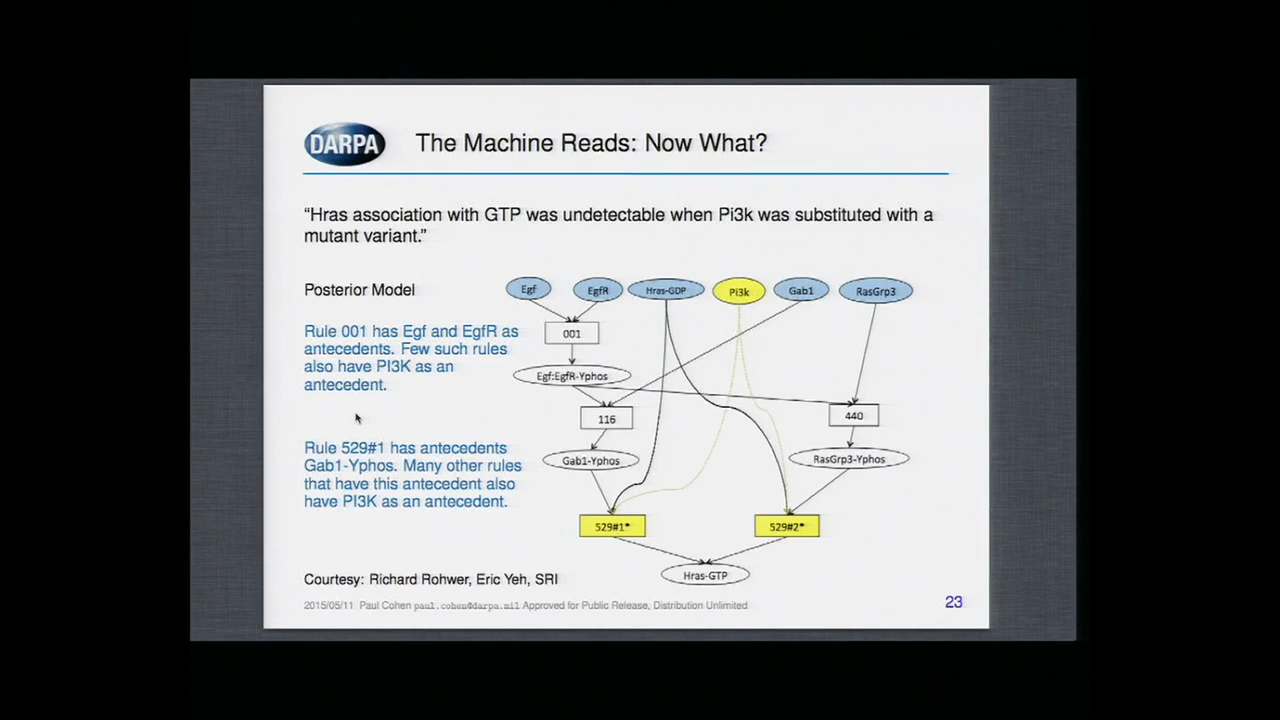 DARPA
The Machine Reads: Now What?
“Hras association with GTP was undetectable when Pi3k was substituted with a
mutant variant.”
Posterior Model
Rule 001 has Egf and EgfR as
antecedents. Few such rules
also have PI3K as an
antecedent.
Rule 529#1 has antecedents
Gab1-Yphos. Many other rules
that have this antecedent also
have PI3K as an antecedent.
Egf
EgfR
Hras-GDP
Pi3k
Gab1
RasGrp3
001
Egf:EgfR-Yphos
116
440
Gab1-Yphos
RasGrp3-Yphos
529#1*
529#2*
Hras-GTP
Courtesy: Richard Rohwer, Eric Yeh, SRI
2015/05/11 Paul Cohen paul.cohen@darpa.mil Approved for Public Release, Distribution Unlimited
23